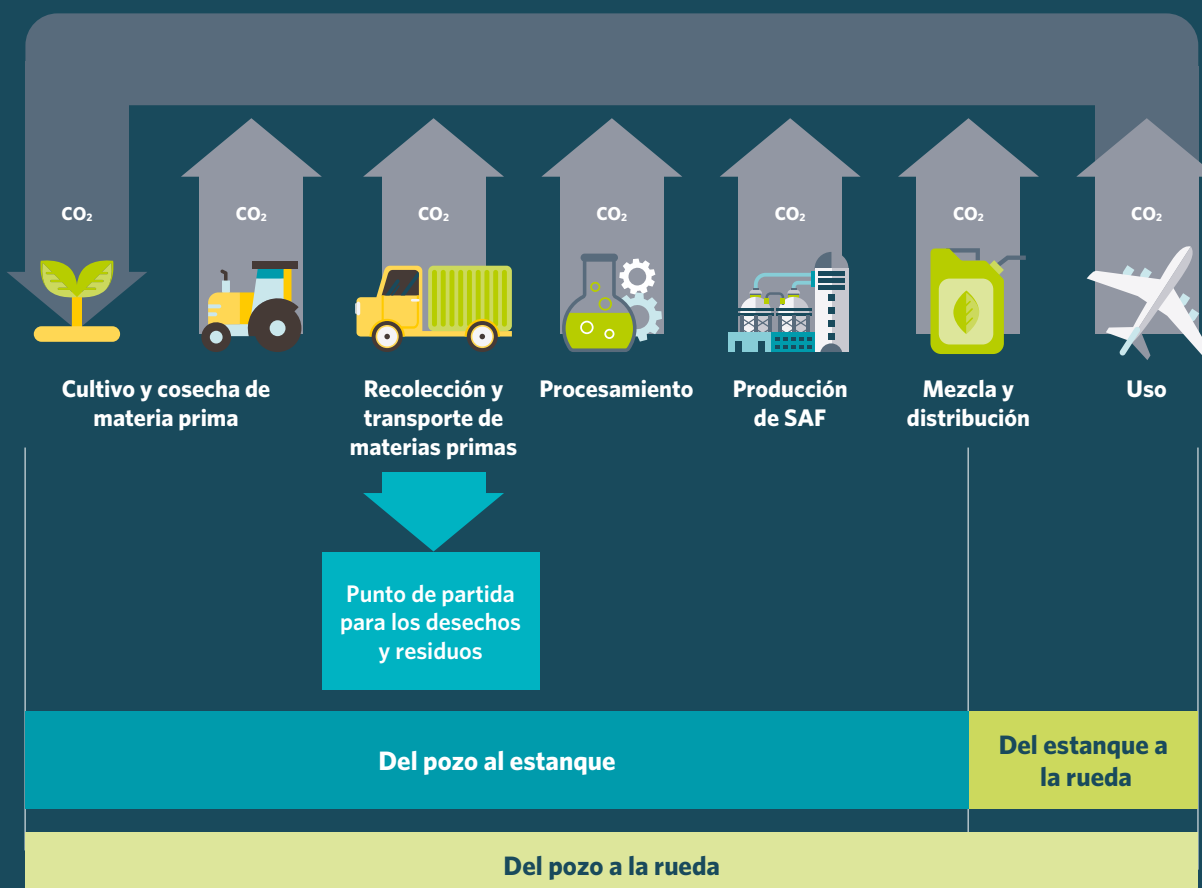 CO₂
CO₂
CO₂
CO₂
CO₂
CO₂
CO₂
Cultivo y cosecha de
materia prima
Recolección y
transporte de
materias primas
Procesamiento
Producción
de SAF
Mezcla y
distribución
Uso
Punto de partida
para los desechos
y residuos
Del pozo al estanque
Del estanque a
la rueda
Del pozo a la rueda